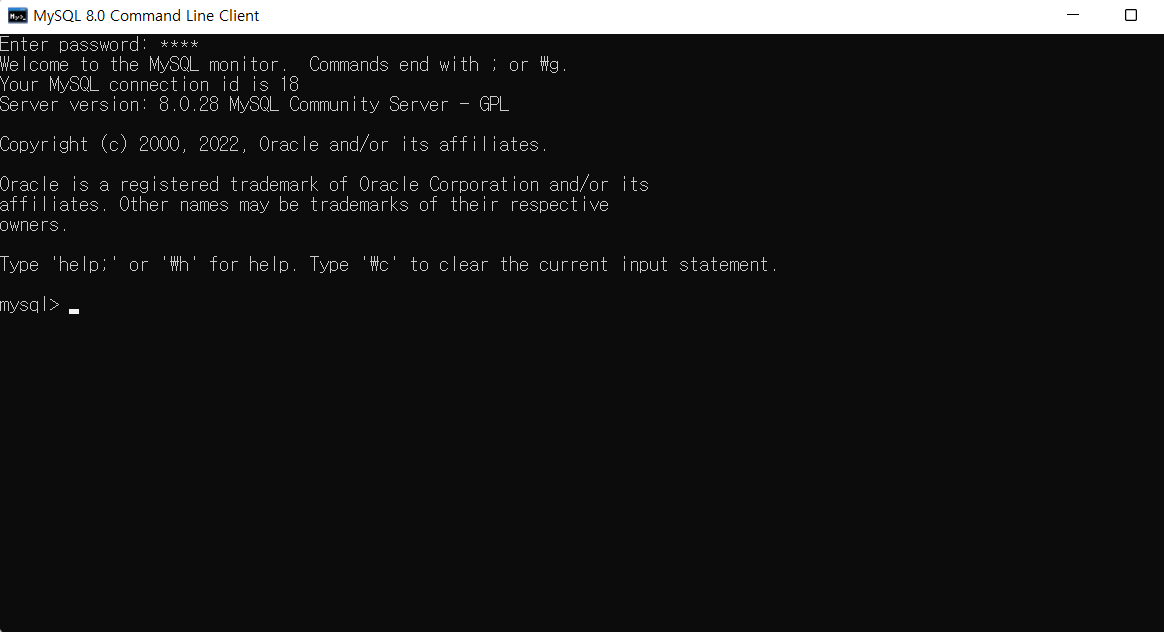 MySQL 8.0 Command Line Client
Enter password: ****
Welcome to the MySQL monitor.  Commands end with ; or ₩g.
Your MySQL connection id is 18
Server version: 8.0.28 MySQL Community Server - GPL
Copyright (c) 2000, 2022, Oracle and/or its affiliates.
Oracle is a registered trademark of Oracle Corporation and/or its
affiliates. Other names may be trademarks of their respective
owners.
Type 'help;' or '₩h' for help. Type '₩c' to clear the current input statement.
mysql>